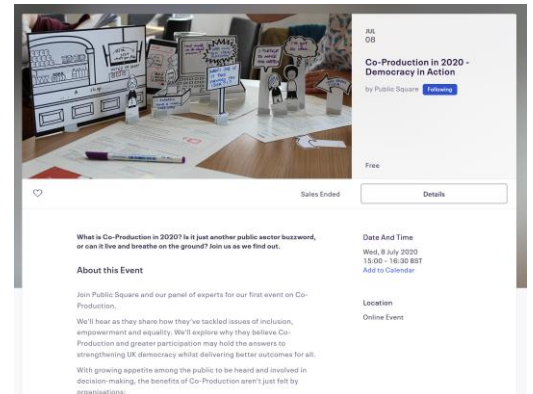 JUL
08
Co-Production in 2020 -
Democracy in Action
by Public Square Following
Free
Sales Ended
Details
What is Co-Production in 2020? Is it just another public sector buzzword,
or can it live and breathe on the ground? Join us as we find out.
About this Event
Join Public Square and our panel of experts for our first event on Co-
Production,
We'll hear as they share how they've tackled issues of inclusion,
empowerment and equality. We'll explore why they believe Co-
Production and greater participation may hold the answers to
strengthening UK democracy whilst delivering better outcomes for all.
With growing appetite among the public to be heard and involved in
decision-making, the benefits of Co-Production aren't just felt by
organisations;
Date And Time
Wed, 8 July 2020
15:00 – 16:30 BST
Add to Calendar
Location
Online Event